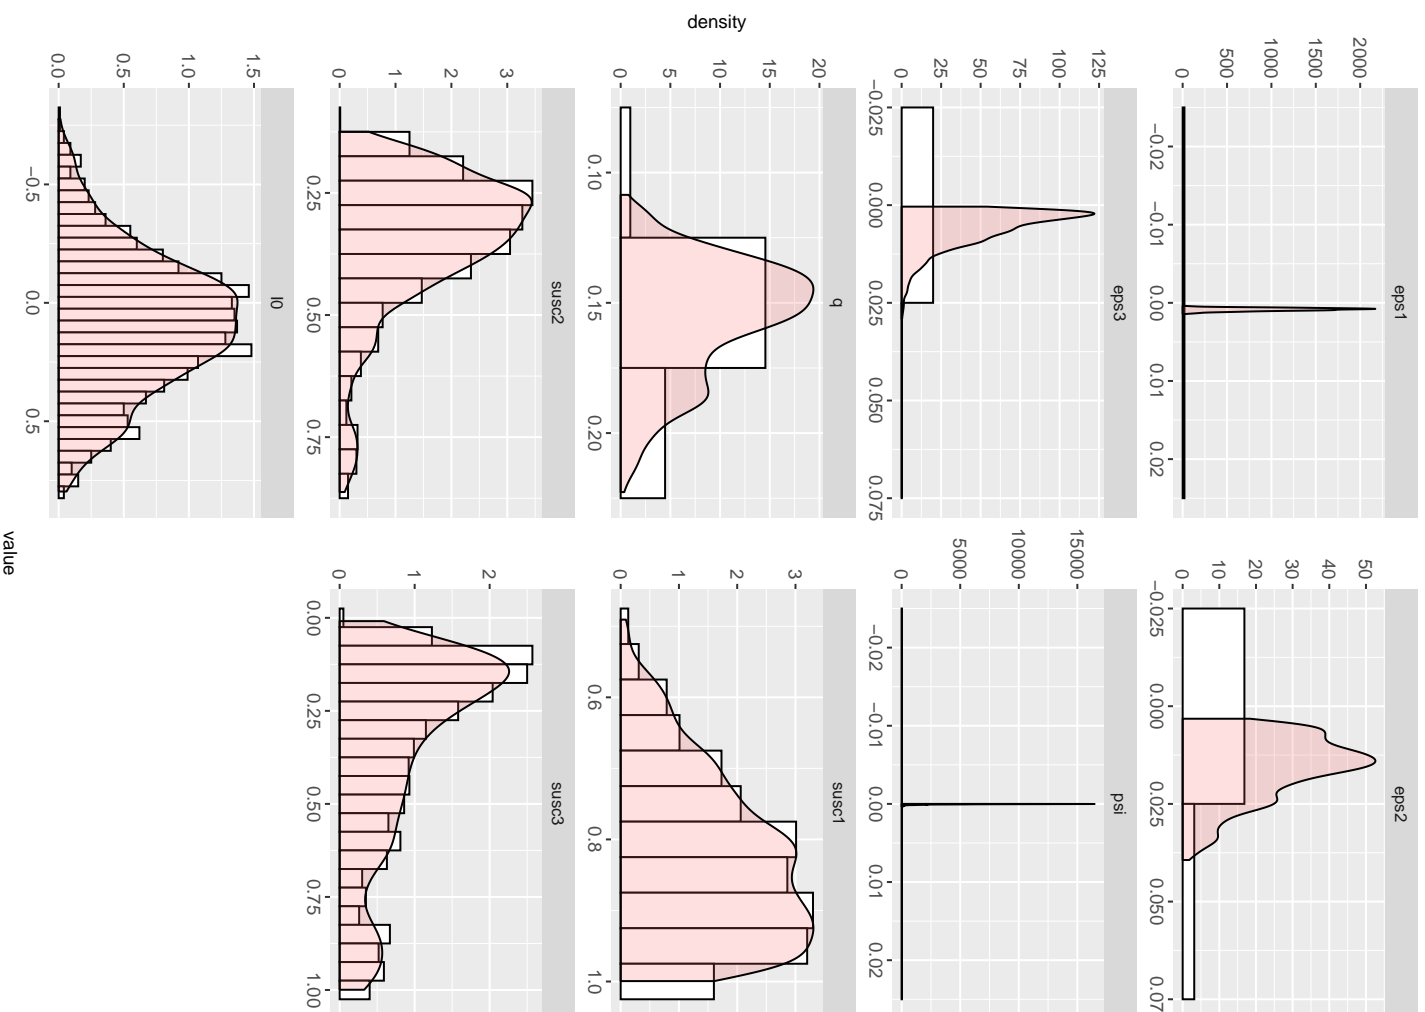 eps1
eps2
2000
1500
1000
500
0
50
40
30
20
10
0
−0.02 −0.01 0.00 0.01 0.02
−0.025 0.000 0.025 0.050 0.07
eps3
psi
125
100
75
50
25
0
15000
10000
5000
0
−0.025 0.000 0.025 0.050 0.075
−0.02 −0.01 0.00 0.01 0.02
q
susc1
20
15
10
5
0
3
2
1
0
0.10 0.15 0.20
0.6 0.8 1.0
susc2
susc3
3
2
1
0
2
1
0
0.25 0.50 0.75
0.00 0.25 0.50 0.75 1.00
l0
1.5
1.0
0.5
0.0
−0.5 0.0 0.5
density
value